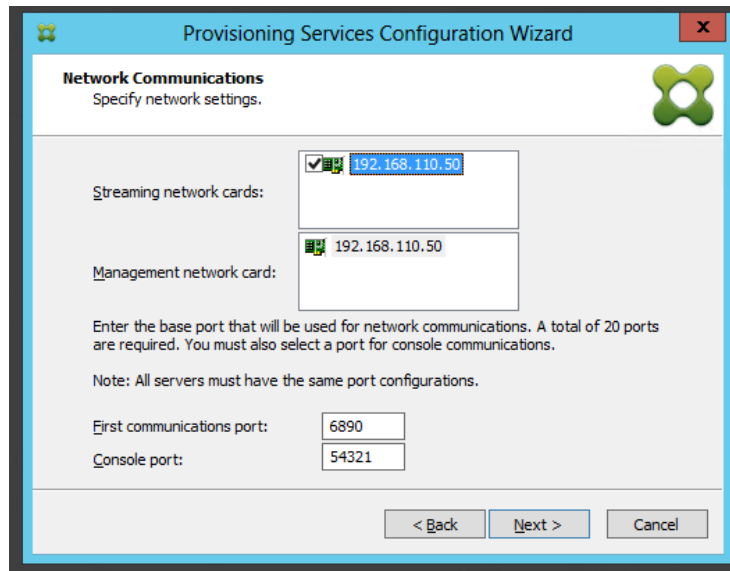 Provisioning Services Configuration Wizard
x
Network Communications
Specify network settings.
Streaming network cards:
192.168.110.50
Management network card:
192.168.110.50
Enter the base port that will be used for network communications. A total of 20 ports
are required. You must also select a port for console communications.
Note: All servers must have the same port configurations.
First communications port:
6890
Console port:
54321
< Back
Next >
Cancel